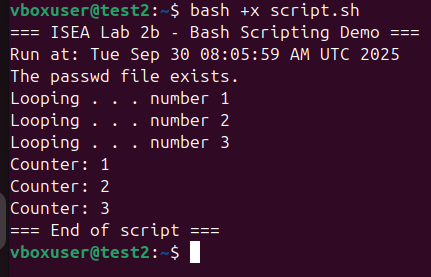 vboxuser@test2:~$ bash +x script.sh
=== ISEA Lab 2b - Bash Scripting Demo ===
Run at: Tue Sep 30 08:05:59 AM UTC 2025
The passwd file exists.
Looping . . . number 1
Looping . . . number 2
Looping . . . number 3
Counter: 1
Counter: 2
Counter: 3
=== End of script ===
vboxuser@test2:~$